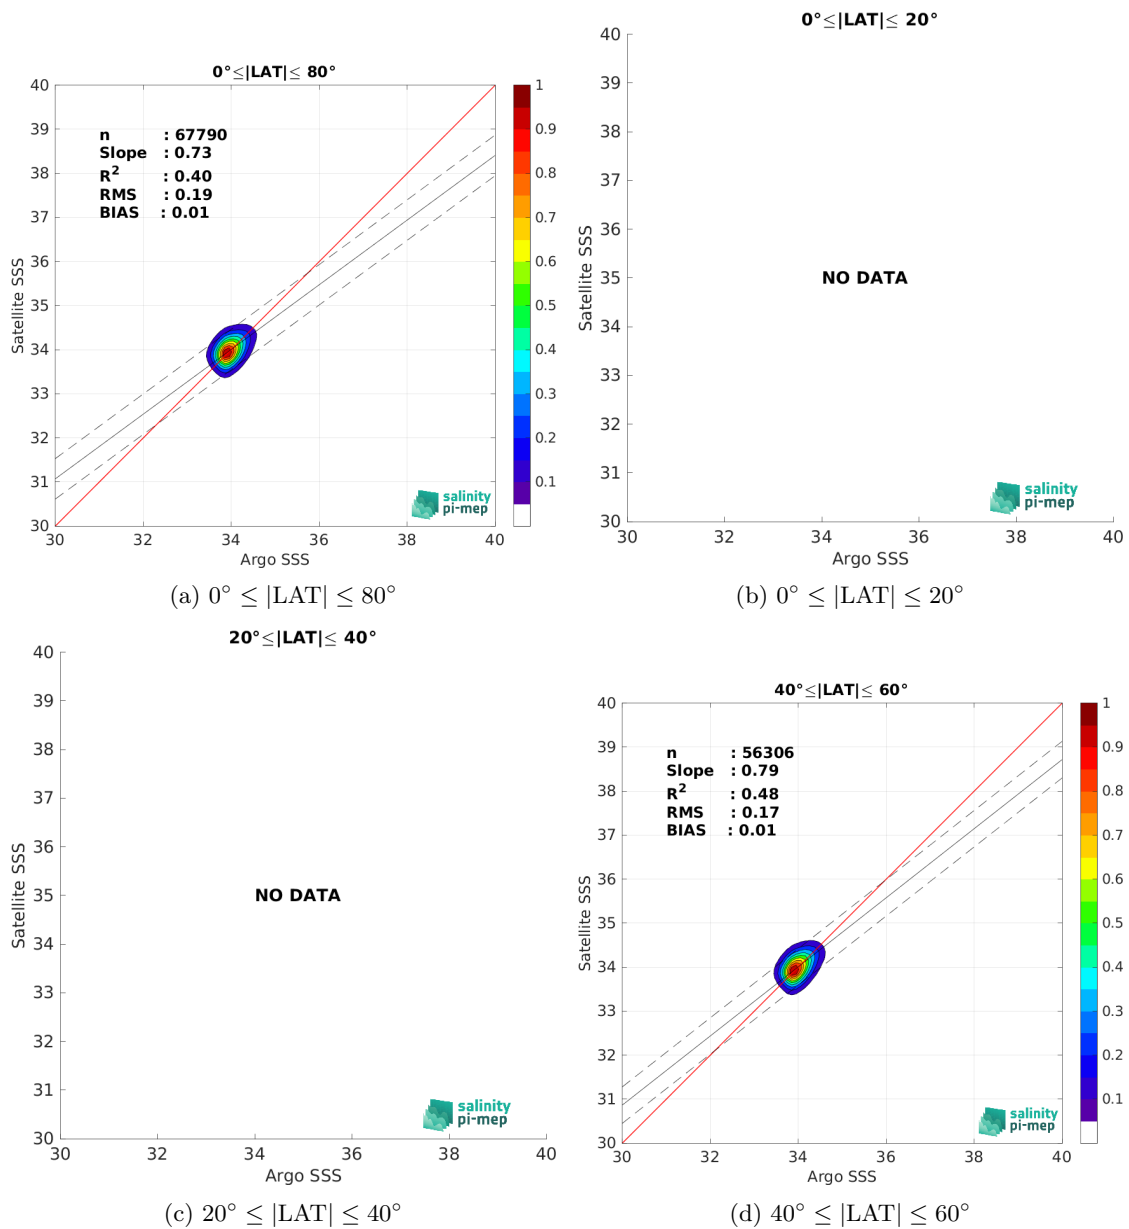 0°≤|LAT|≤ 80°
n : 67790
Slope : 0.73
R² : 0.40
RMS : 0.19
BIAS : 0.01
40
39
38
37
36
35
34
33
32
31
30
Satellite SSS
30 32 34 36 38 40
Argo SSS
1
0.9
0.8
0.7
0.6
0.5
0.4
0.3
0.2
0.1
salinity
pi-mep
(a) 0° ≤ |LAT| ≤ 80°
0°≤|LAT|≤ 20°
40
39
38
37
36
35
34
33
32
31
30
Satellite SSS
NO DATA
salinity
pi-mep
30 32 34 36 38 40
Argo SSS
(b) 0° ≤ |LAT| ≤ 20°
20°≤|LAT|≤ 40°
40
39
38
37
36
35
34
33
32
31
30
Satellite SSS
NO DATA
salinity
pi-mep
30 32 34 36 38 40
Argo SSS
(c) 20° ≤ |LAT| ≤ 40°
40°≤|LAT|≤ 60°
n : 56306
Slope : 0.79
R² : 0.48
RMS : 0.17
BIAS : 0.01
40
39
38
37
36
35
34
33
32
31
30
Satellite SSS
30 32 34 36 38 40
Argo SSS
1
0.9
0.8
0.7
0.6
0.5
0.4
0.3
0.2
0.1
salinity
pi-mep
(d) 40° ≤ |LAT| ≤ 60°